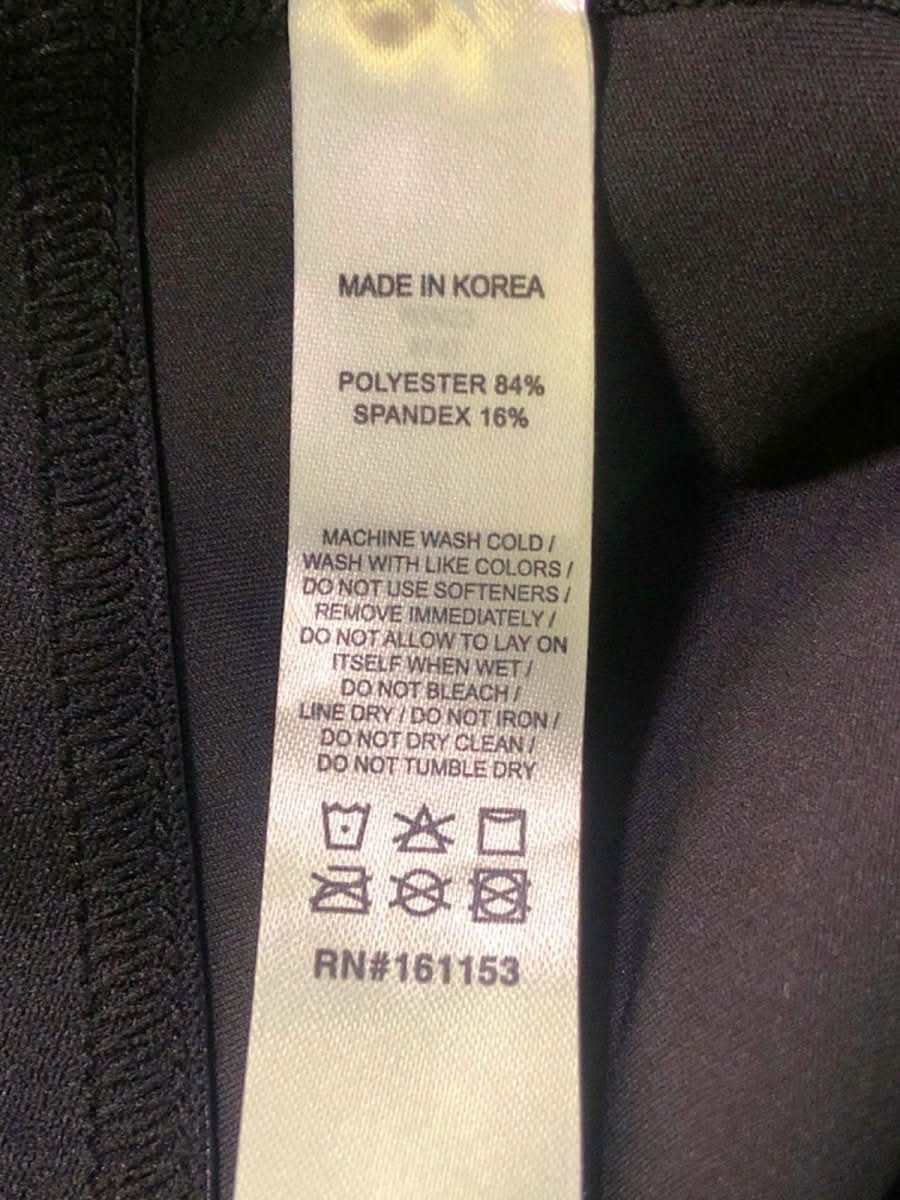 MADE IN KOREA
POLYESTER 84%
SPANDEX 16%
MACHINE WASH COLD /
WASH WITH LIKE COLORS /
DO NOT USE SOFTENERS /
REMOVE IMMEDIATELY /
DO NOT ALLOW TO LAY ON
ITSELF WHEN WET /
DO NOT BLEACH /
LINE DRY / DO NOT IRON /
DO NOT DRY CLEAN /
DO NOT TUMBLE DRY
RN#161153